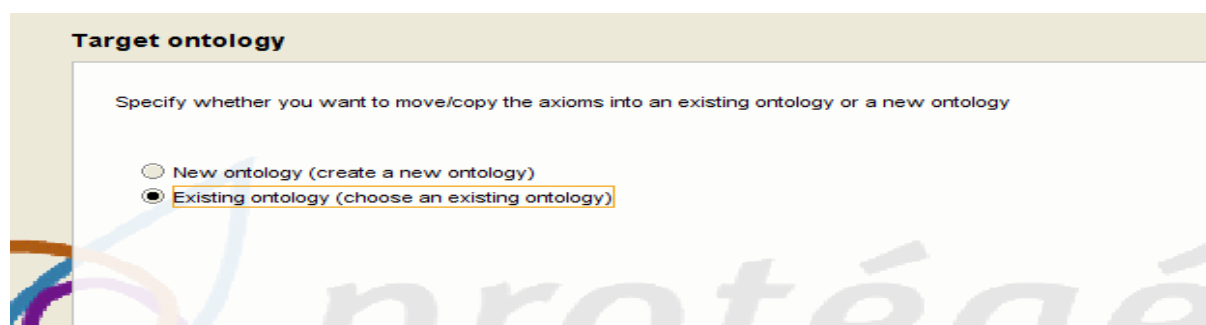 Target ontology
Specify whether you want to move/copy the axioms into an existing ontology or a new ontology
New ontology (create a new ontology)
Existing ontology (choose an existing ontology)
protégé